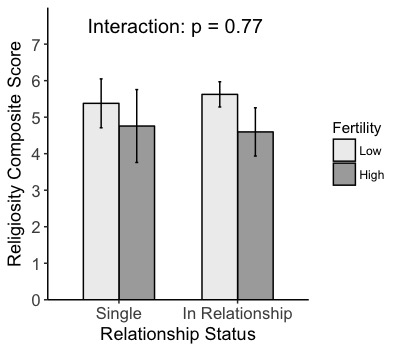 Interaction: p = 0.77
Religiosity Composite Score
7
6
5
4
3
2
1
0
Single
In Relationship
Relationship Status
Fertility
Low
High